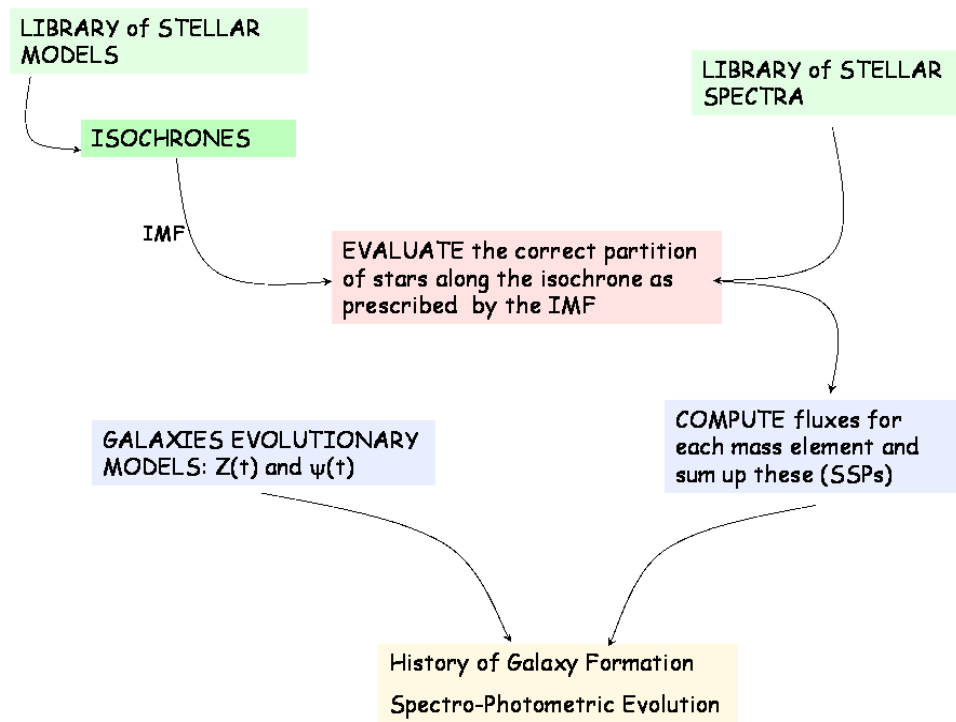 LIBRARY of STELLAR
MODELS
LIBRARY of STELLAR
SPECTRA
ISOCHRONES
IMF
EVALUATE the correct partition
of stars along the isochrone as
prescribed by the IMF
GALAXIES EVOLUTIONARY
MODELS: Z(t) and ψ(t)
COMPUTE fluxes for
each mass element and
sum up these (SSPs)
History of Galaxy Formation
Spectro-Photometric Evolution